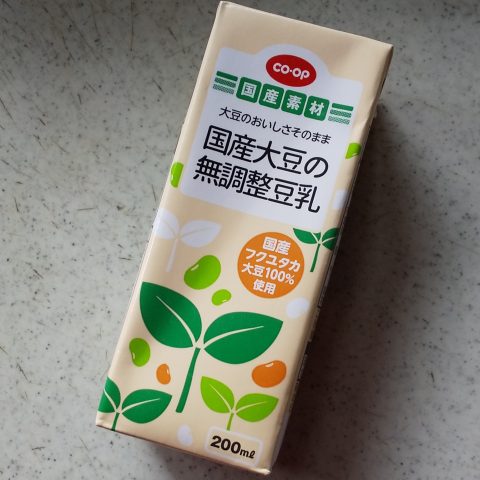 CO·OP
国産素材
大豆のおいしさそのまま
国産大豆の
無調整豆乳
国産
フクユタカ
大豆100%
使用
200ml